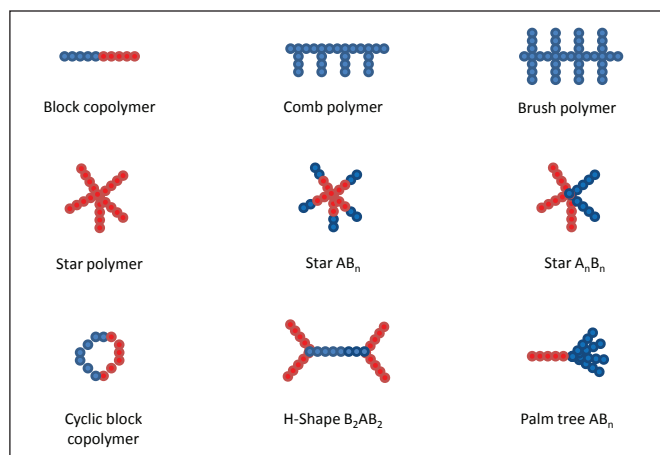 Block copolymer
Comb polymer
Brush polymer
Star polymer
Star ABₙ
Star AₙBₙ
Cyclic block
copolymer
H-Shape B₂AB₂
Palm tree ABₙ